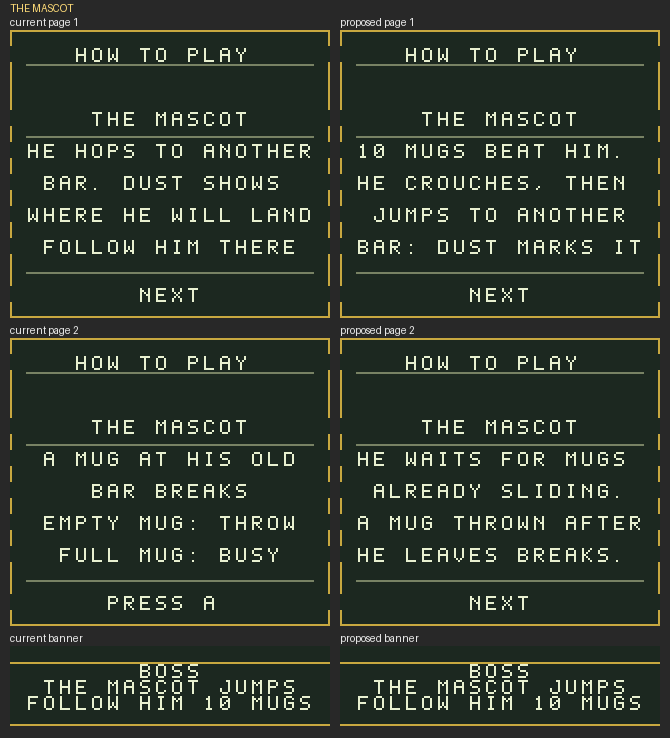 THE MASCOT
current page 1
HOW TO PLAY
THE MASCOT
HE HOPS TO ANOTHER
BAR. DUST SHOWS
WHERE HE WILL LAND
FOLLOW HIM THERE
NEXT
proposed page 1
HOW TO PLAY
THE MASCOT
10 MUGS BEAT HIM.
HE CROUCHES, THEN
JUMPS TO ANOTHER
BAR: DUST MARKS IT
NEXT
current page 2
HOW TO PLAY
THE MASCOT
A MUG AT HIS OLD
BAR BREAKS
EMPTY MUG: THROW
FULL MUG: BUSY
PRESS A
proposed page 2
HOW TO PLAY
THE MASCOT
HE WAITS FOR MUGS
ALREADY SLIDING.
A MUG THROWN AFTER
HE LEAVES BREAKS.
NEXT
current banner
BOSS
THE MASCOT JUMPS
FOLLOW HIM 10 MUGS
proposed banner
BOSS
THE MASCOT JUMPS
FOLLOW HIM 10 MUGS